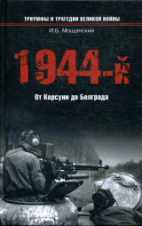 ТРИУМФЫ И ТРАГЕДИИ ВЕЛИКОЙ ВОЙНЫ
И.Б. Мощанский
1944-й
От Корсуни до Белграда